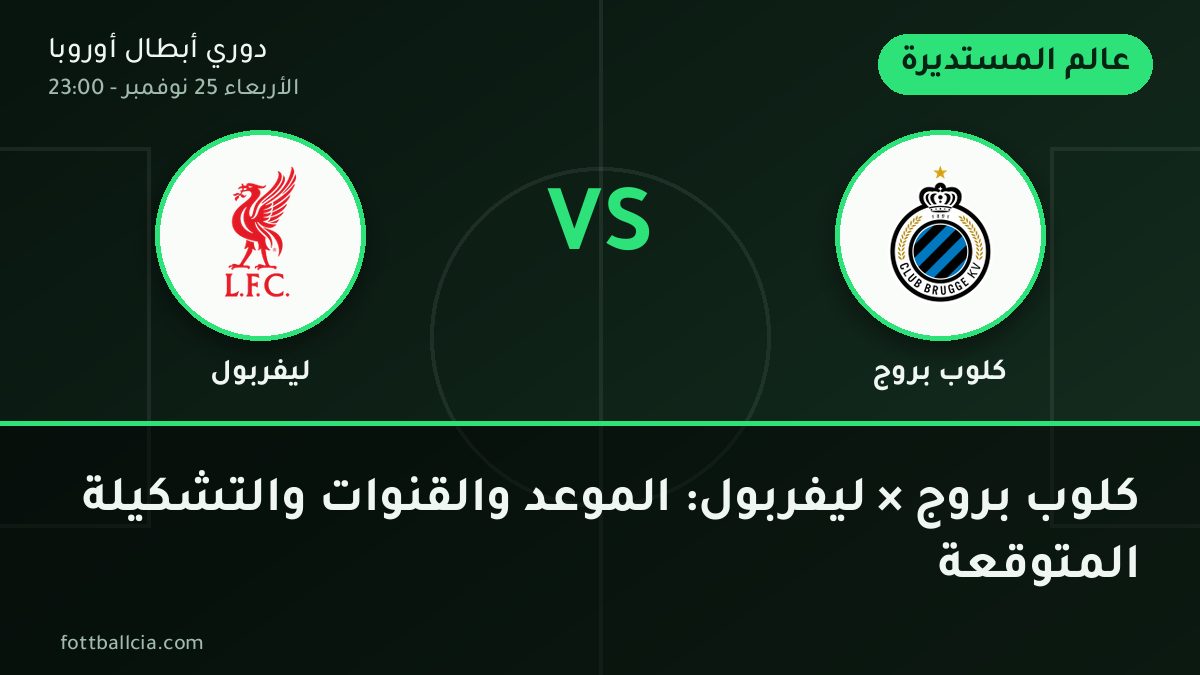 عالم المستديرة
دوري أبطال أوروبا
الأربعاء 25 نوفمبر - 23:00
VS
1891
CLUB BRUGGE KV
L.F.C.
كلوب بروج
ليفربول
كلوب بروج × ليفربول: الموعد والقنوات والتشكيلة
المتوقعة
fottballcia.com